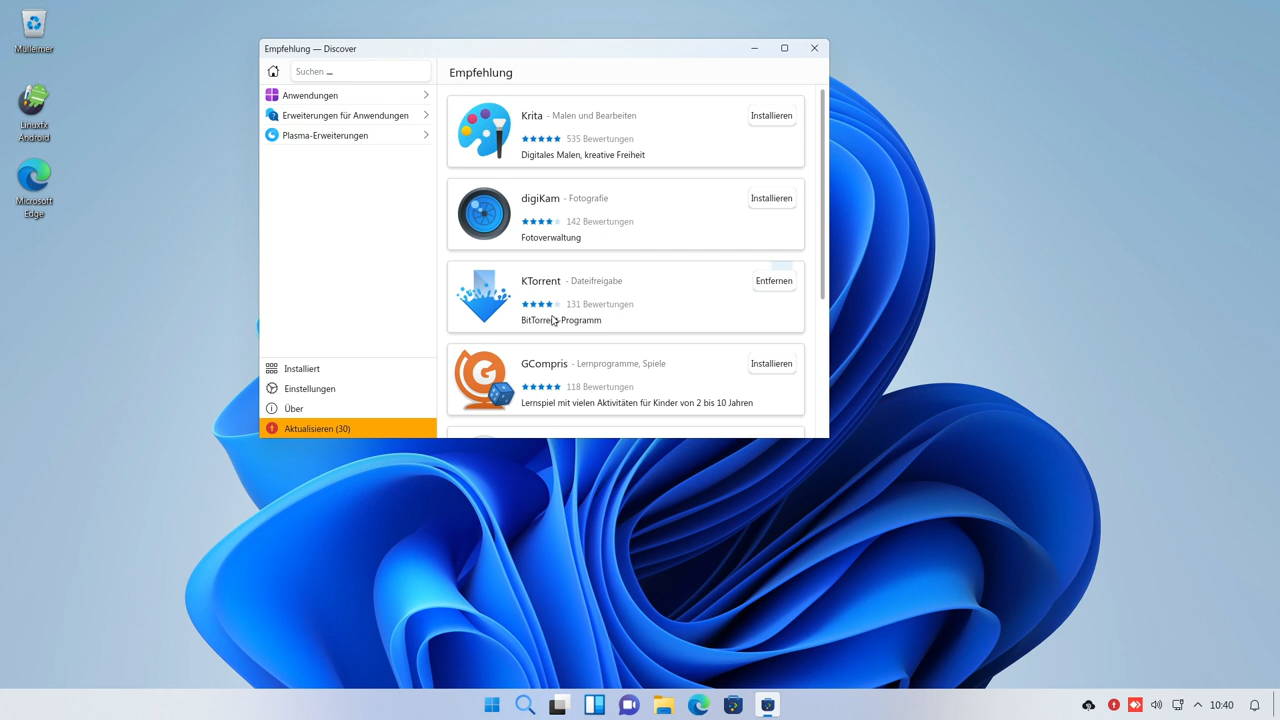 Mülleimer
Linuxfx
Android
Microsoft
Edge
Empfehlung — Discover
Suchen ...
Anwendungen
Erweiterungen für Anwendungen
Plasma-Erweiterungen
Installiert
Einstellungen
Über
Aktualisieren (30)
Empfehlung
Krita - Malen und Bearbeiten
Installieren
535 Bewertungen
Digitales Malen, kreative Freiheit
digiKam - Fotografie
Installieren
142 Bewertungen
Fotoverwaltung
KTorrent - Dateifreigabe
Entfernen
131 Bewertungen
BitTorrent-Programm
GCompris - Lernprogramme, Spiele
Installieren
118 Bewertungen
Lernspiel mit vielen Aktivitäten für Kinder von 2 bis 10 Jahren
10:40